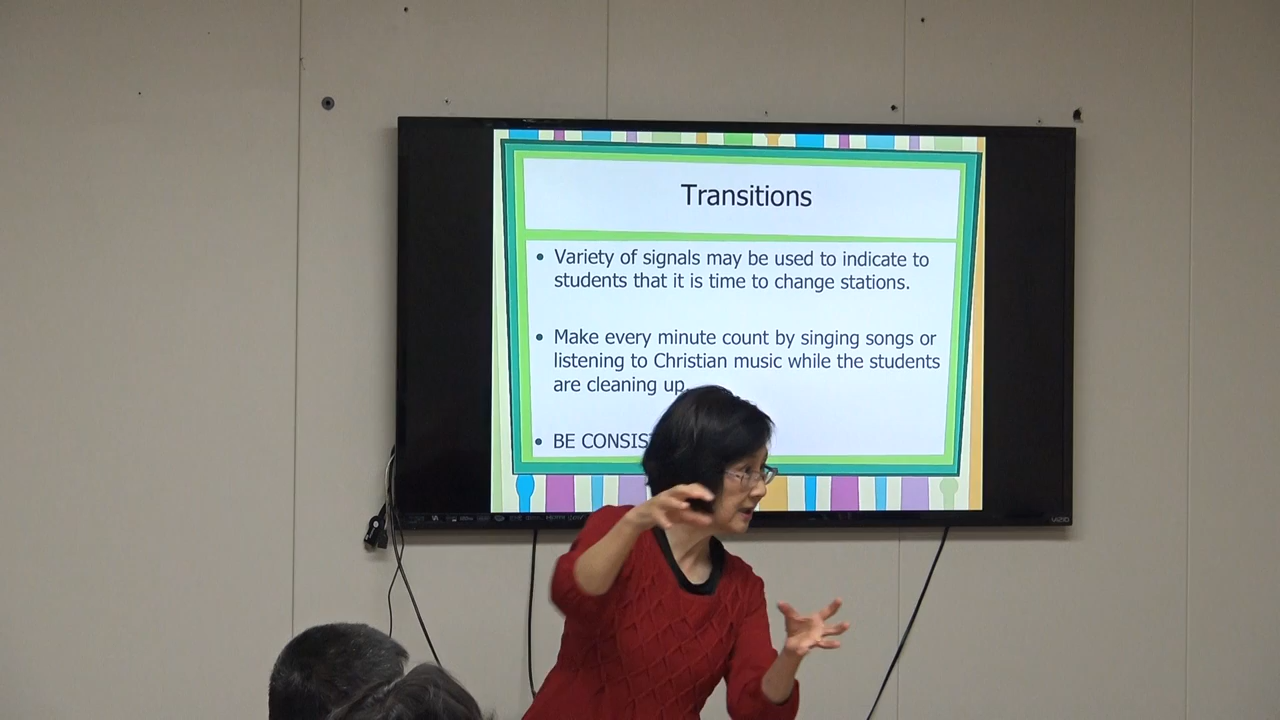 Transitions
• Variety of signals may be used to indicate to
students that it is time to change stations.
• Make every minute count by singing songs or
listening to Christian music while the students
are cleaning up.
• BE CONSIS
VIZIO